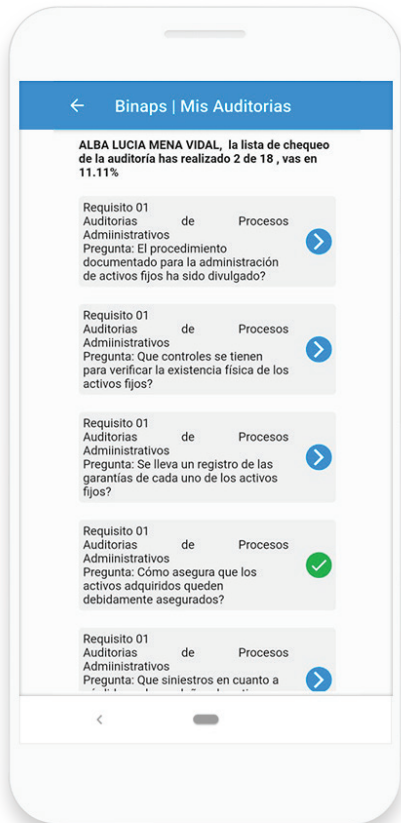 Binaps | Mis Auditorias
ALBA LUCIA MENA VIDAL, la lista de chequeo
de la auditoría has realizado 2 de 18 , vas en
11.11%
Requisito 01
Auditorias de Procesos
Admiinistrativos
Pregunta: El procedimiento
documentado para la administración
de activos fijos ha sido divulgado?
Requisito 01
Auditorias de Procesos
Admiinistrativos
Pregunta: Que controles se tienen
para verificar la existencia física de los
activos fijos?
Requisito 01
Auditorias de Procesos
Admiinistrativos
Pregunta: Se lleva un registro de las
garantías de cada uno de los activos
fijos?
Requisito 01
Auditorias de Procesos
Admiinistrativos
Pregunta: Cómo asegura que los
activos adquiridos queden
debidamente asegurados?
Requisito 01
Auditorias de Procesos
Admiinistrativos
Pregunta: Que siniestros en cuanto a